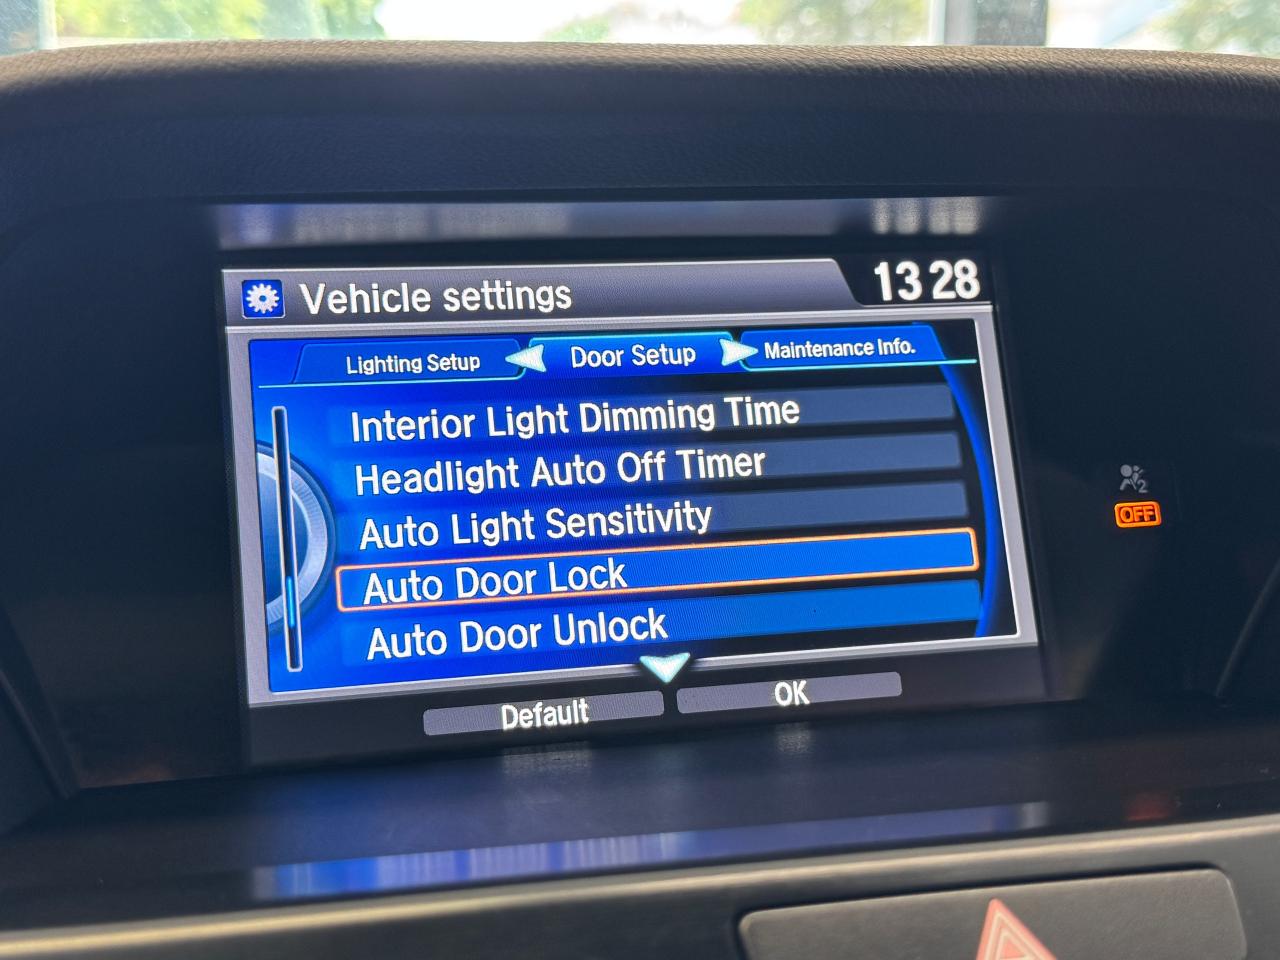 Vehicle settings
13 28
Lighting Setup
Door Setup
Maintenance Info.
Interior Light Dimming Time
Headlight Auto Off Timer
Auto Light Sensitivity
Auto Door Lock
Auto Door Unlock
Default
OK
2
OFF